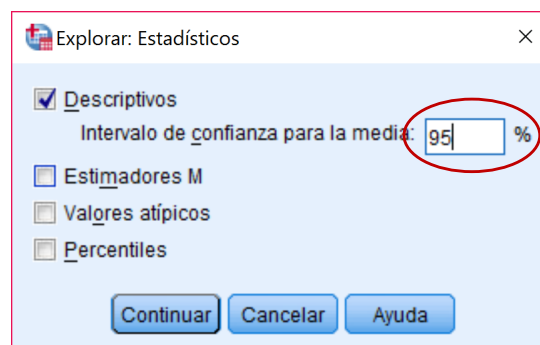 Explorar: Estadísticos
Descriptivos
Intervalo de confianza para la media: 95 %
Estimadores M
Valores atípicos
Percentiles
Continuar Cancelar Ayuda